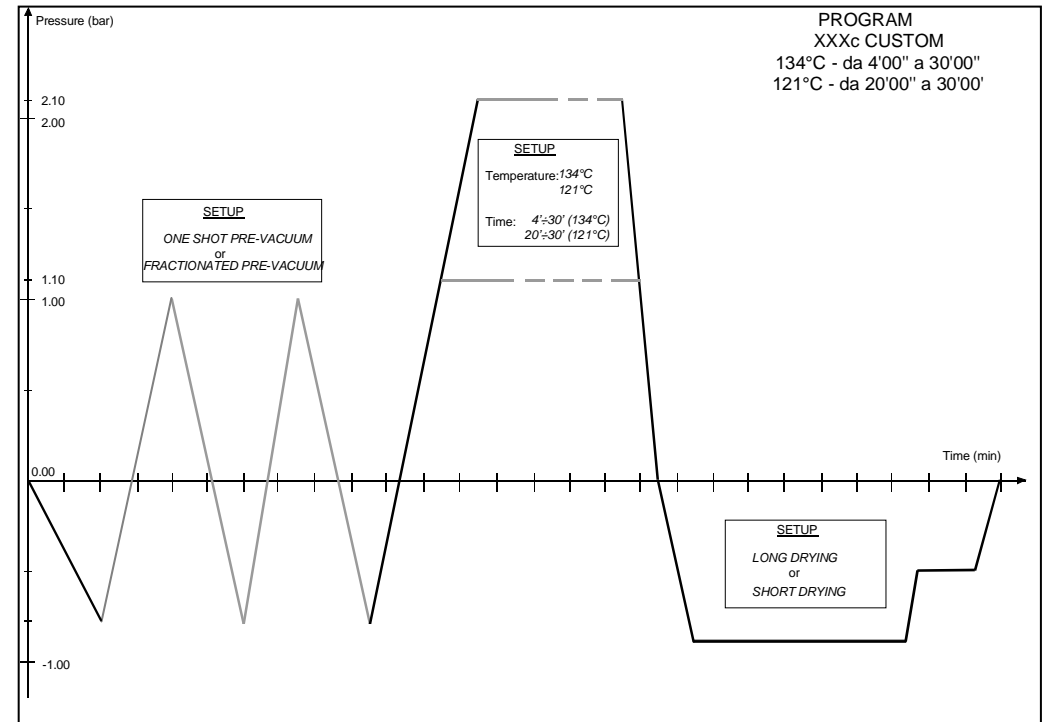 Pressure (bar)
PROGRAM
XXXc CUSTOM
134°C - da 4'00" a 30'00"
121°C - da 20'00" a 30'00'
2.10
2.00
SETUP
Temperature: 134°C
121°C
Time: 4'÷30' (134°C)
20'÷30' (121°C)
SETUP
ONE SHOT PRE-VACUUM
or
FRACTIONATED PRE-VACUUM
1.10
1.00
0.00
Time (min)
SETUP
LONG DRYING
or
SHORT DRYING
-1.00